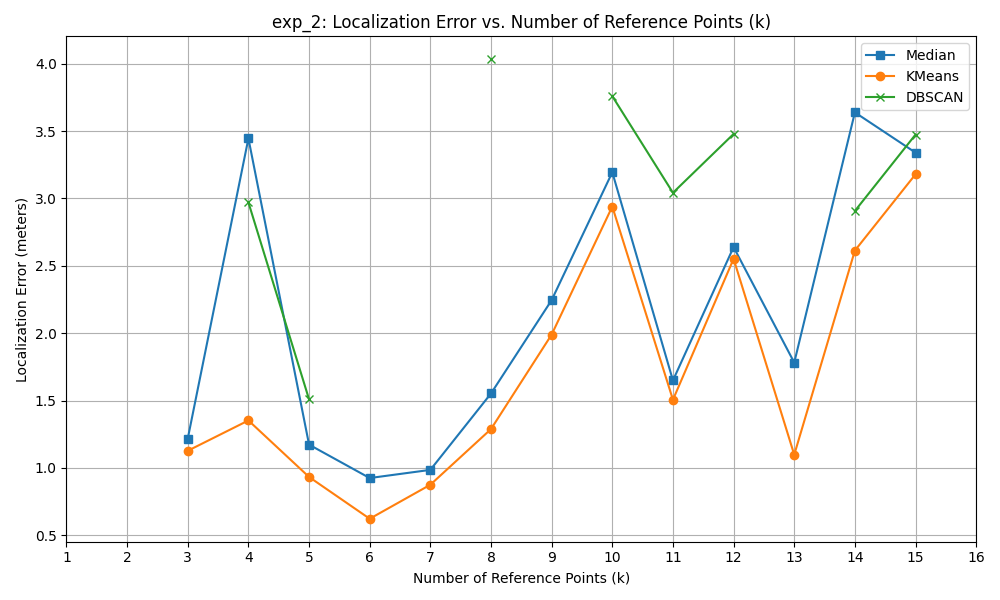 exp_2: Localization Error vs. Number of Reference Points (k)
Median
KMeans
DBSCAN
Localization Error (meters)
4.0
3.5
3.0
2.5
2.0
1.5
1.0
0.5
1 2 3 4 5 6 7 8 9 10 11 12 13 14 15 16
Number of Reference Points (k)